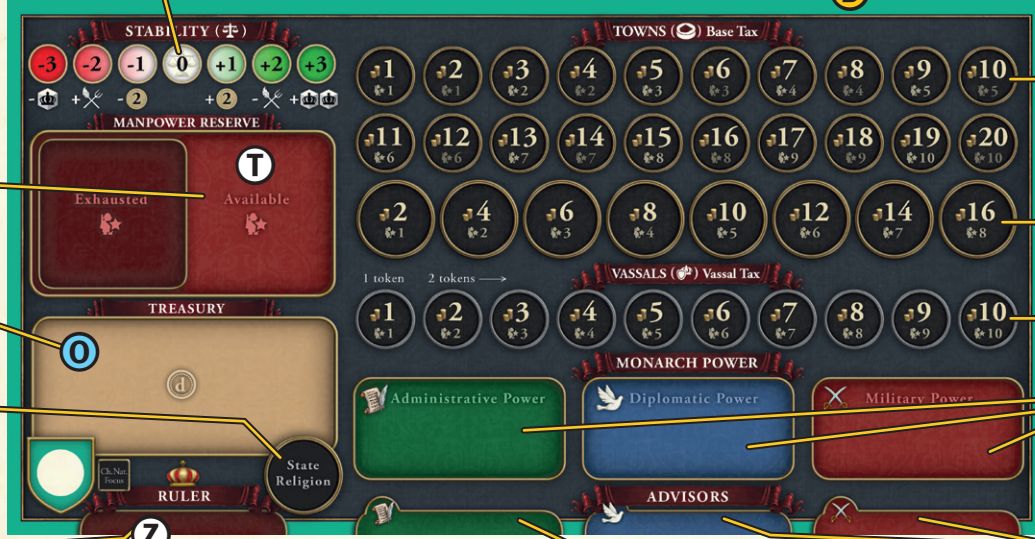 STABILITY
TOWNS Base Tax
-3 -2 -1 0 +1 +2 +3
- + - 2 + 2 - +
1 2 3 4 5 6 7 8 9 10
1 1 2 2 3 3 4 4 5 5
MANPOWER RESERVE
11 12 13 14 15 16 17 18 19 20
6 6 7 7 8 8 9 9 10 10
T
Exhausted Available
2 4 6 8 10 12 14 16
1 2 3 4 5 6 7 8
1 token 2 tokens
VASSALS Vassal Tax
TREASURY
1 2 3 4 5 6 7 8 9 10
1 2 3 4 5 6 7 8 9 10
O
d
MONARCH POWER
Administrative Power Diplomatic Power Military Power
Ch. Nat.
Focus
State
Religion
RULER
ADVISORS
Z